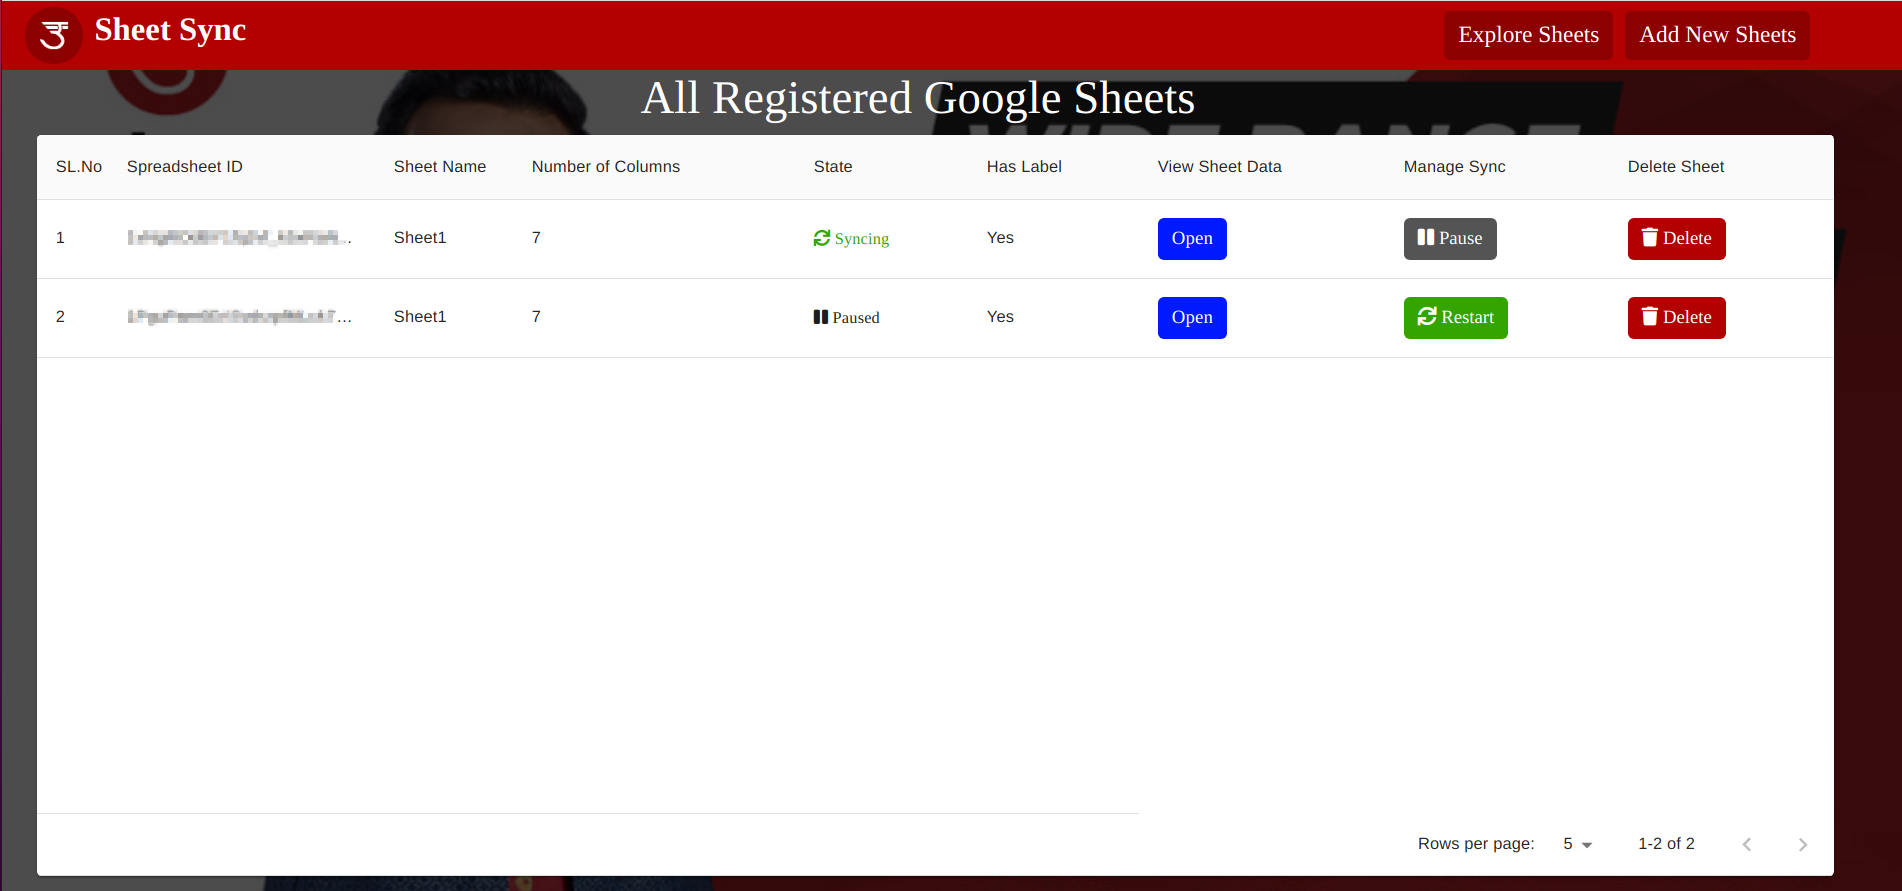 उ
Sheet Sync
Explore Sheets
Add New Sheets
All Registered Google Sheets
SL.No Spreadsheet ID Sheet Name Number of Columns State Has Label View Sheet Data Manage Sync Delete Sheet
1 Sheet1 7 Syncing Yes Open Pause Delete
2 Sheet1 7 Paused Yes Open Restart Delete
Rows per page: 5 1-2 of 2